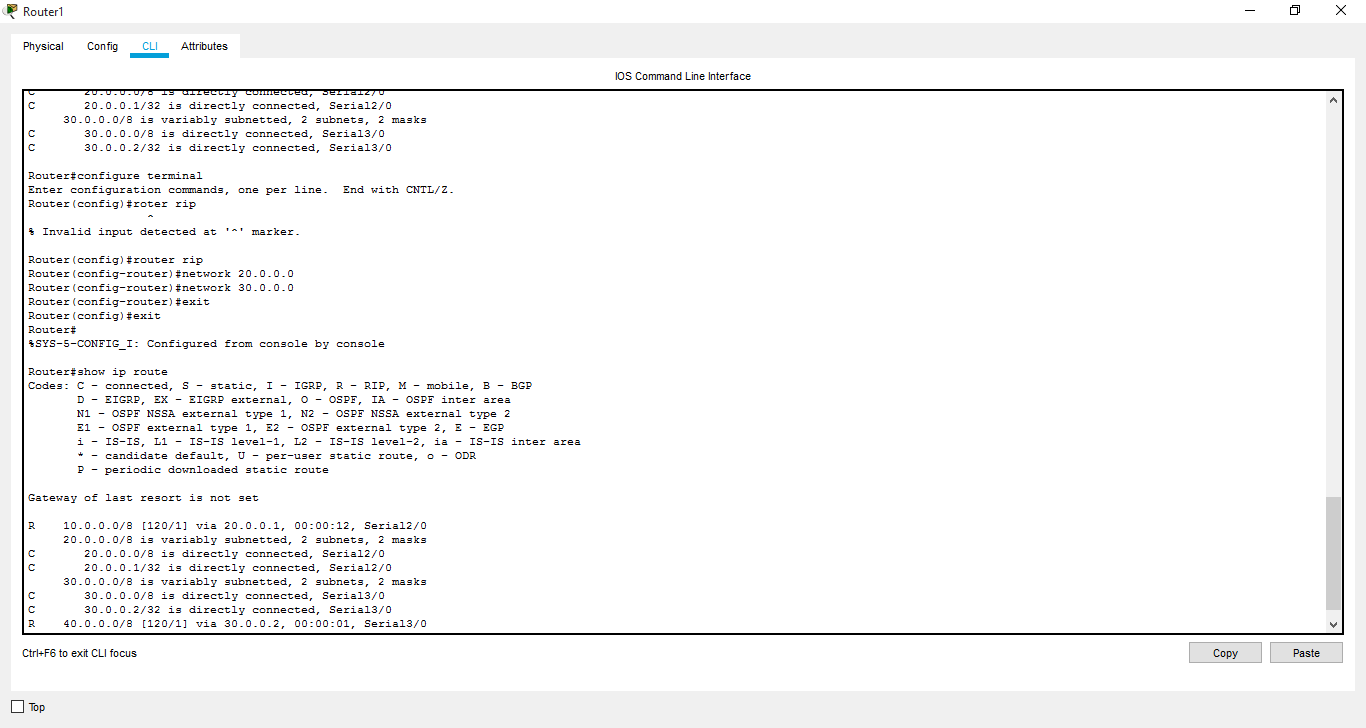 Router1
Physical Config CLI Attributes
IOS Command Line Interface
C       20.0.0.0/8 is directly connected, Serial2/0
C       20.0.0.1/32 is directly connected, Serial2/0
     30.0.0.0/8 is variably subnetted, 2 subnets, 2 masks
C       30.0.0.0/8 is directly connected, Serial3/0
C       30.0.0.2/32 is directly connected, Serial3/0
Router#configure terminal
Enter configuration commands, one per line.  End with CNTL/Z.
Router(config)#roter rip
                 ^
% Invalid input detected at '^' marker.
Router(config)#router rip
Router(config-router)#network 20.0.0.0
Router(config-router)#network 30.0.0.0
Router(config-router)#exit
Router(config)#exit
Router#
%SYS-5-CONFIG_I: Configured from console by console
Router#show ip route
Codes: C - connected, S - static, I - IGRP, R - RIP, M - mobile, B - BGP
       D - EIGRP, EX - EIGRP external, O - OSPF, IA - OSPF inter area
       N1 - OSPF NSSA external type 1, N2 - OSPF NSSA external type 2
       E1 - OSPF external type 1, E2 - OSPF external type 2, E - EGP
       i - IS-IS, L1 - IS-IS level-1, L2 - IS-IS level-2, ia - IS-IS inter area
       * - candidate default, U - per-user static route, o - ODR
       P - periodic downloaded static route
Gateway of last resort is not set
R    10.0.0.0/8 [120/1] via 20.0.0.1, 00:00:12, Serial2/0
     20.0.0.0/8 is variably subnetted, 2 subnets, 2 masks
C       20.0.0.0/8 is directly connected, Serial2/0
C       20.0.0.1/32 is directly connected, Serial2/0
     30.0.0.0/8 is variably subnetted, 2 subnets, 2 masks
C       30.0.0.0/8 is directly connected, Serial3/0
C       30.0.0.2/32 is directly connected, Serial3/0
R    40.0.0.0/8 [120/1] via 30.0.0.2, 00:00:01, Serial3/0
Ctrl+F6 to exit CLI focus
Copy Paste
Top